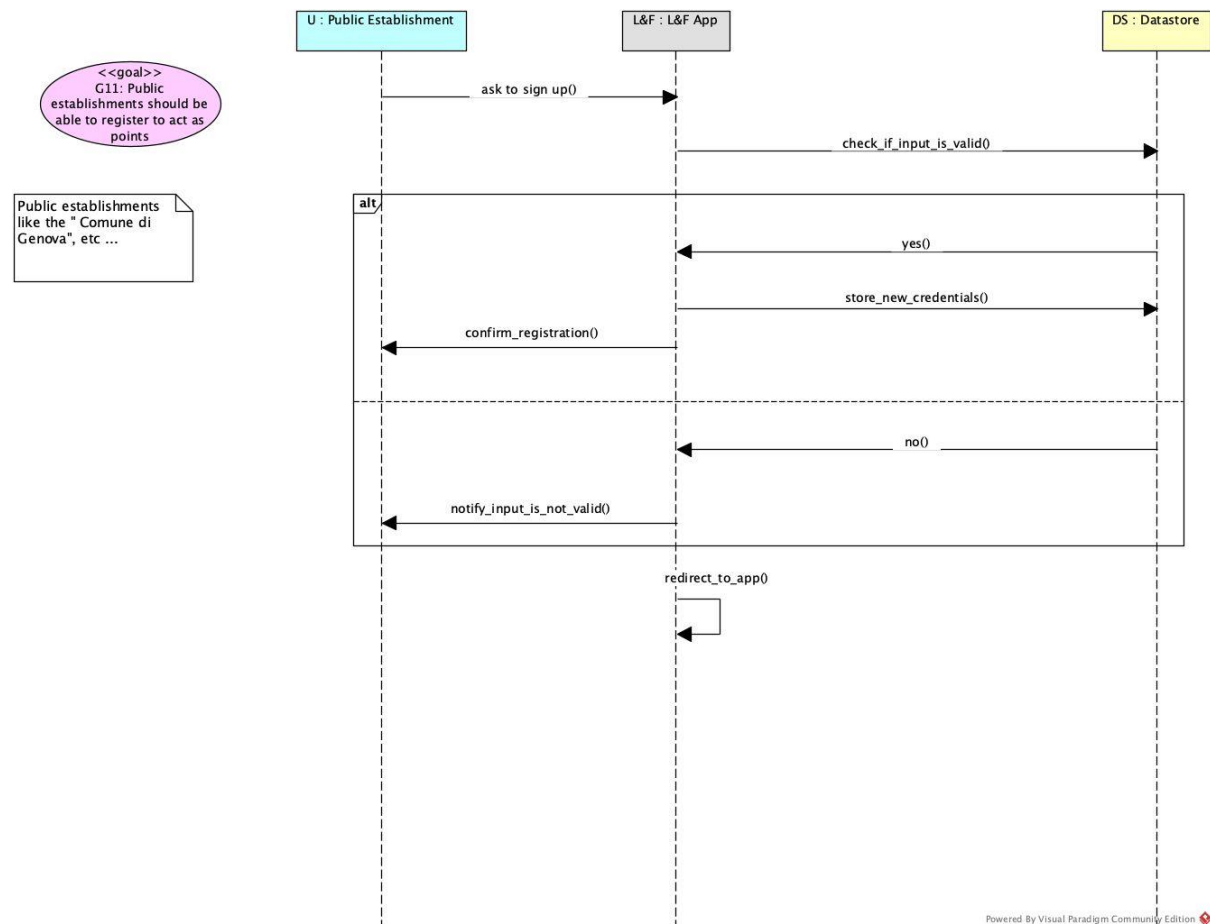 U : Public Establishment
L&F : L&F App
DS : Datastore
<<goal>>
G11: Public
establishments should be
able to register to act as
points
ask to sign up()
check_if_input_is_valid()
Public establishments
like the " Comune di
Genova", etc ...
alt
yes()
store_new_credentials()
confirm_registration()
no()
notify_input_is_not_valid()
redirect_to_app()
Powered By Visual Paradigm Community Edition